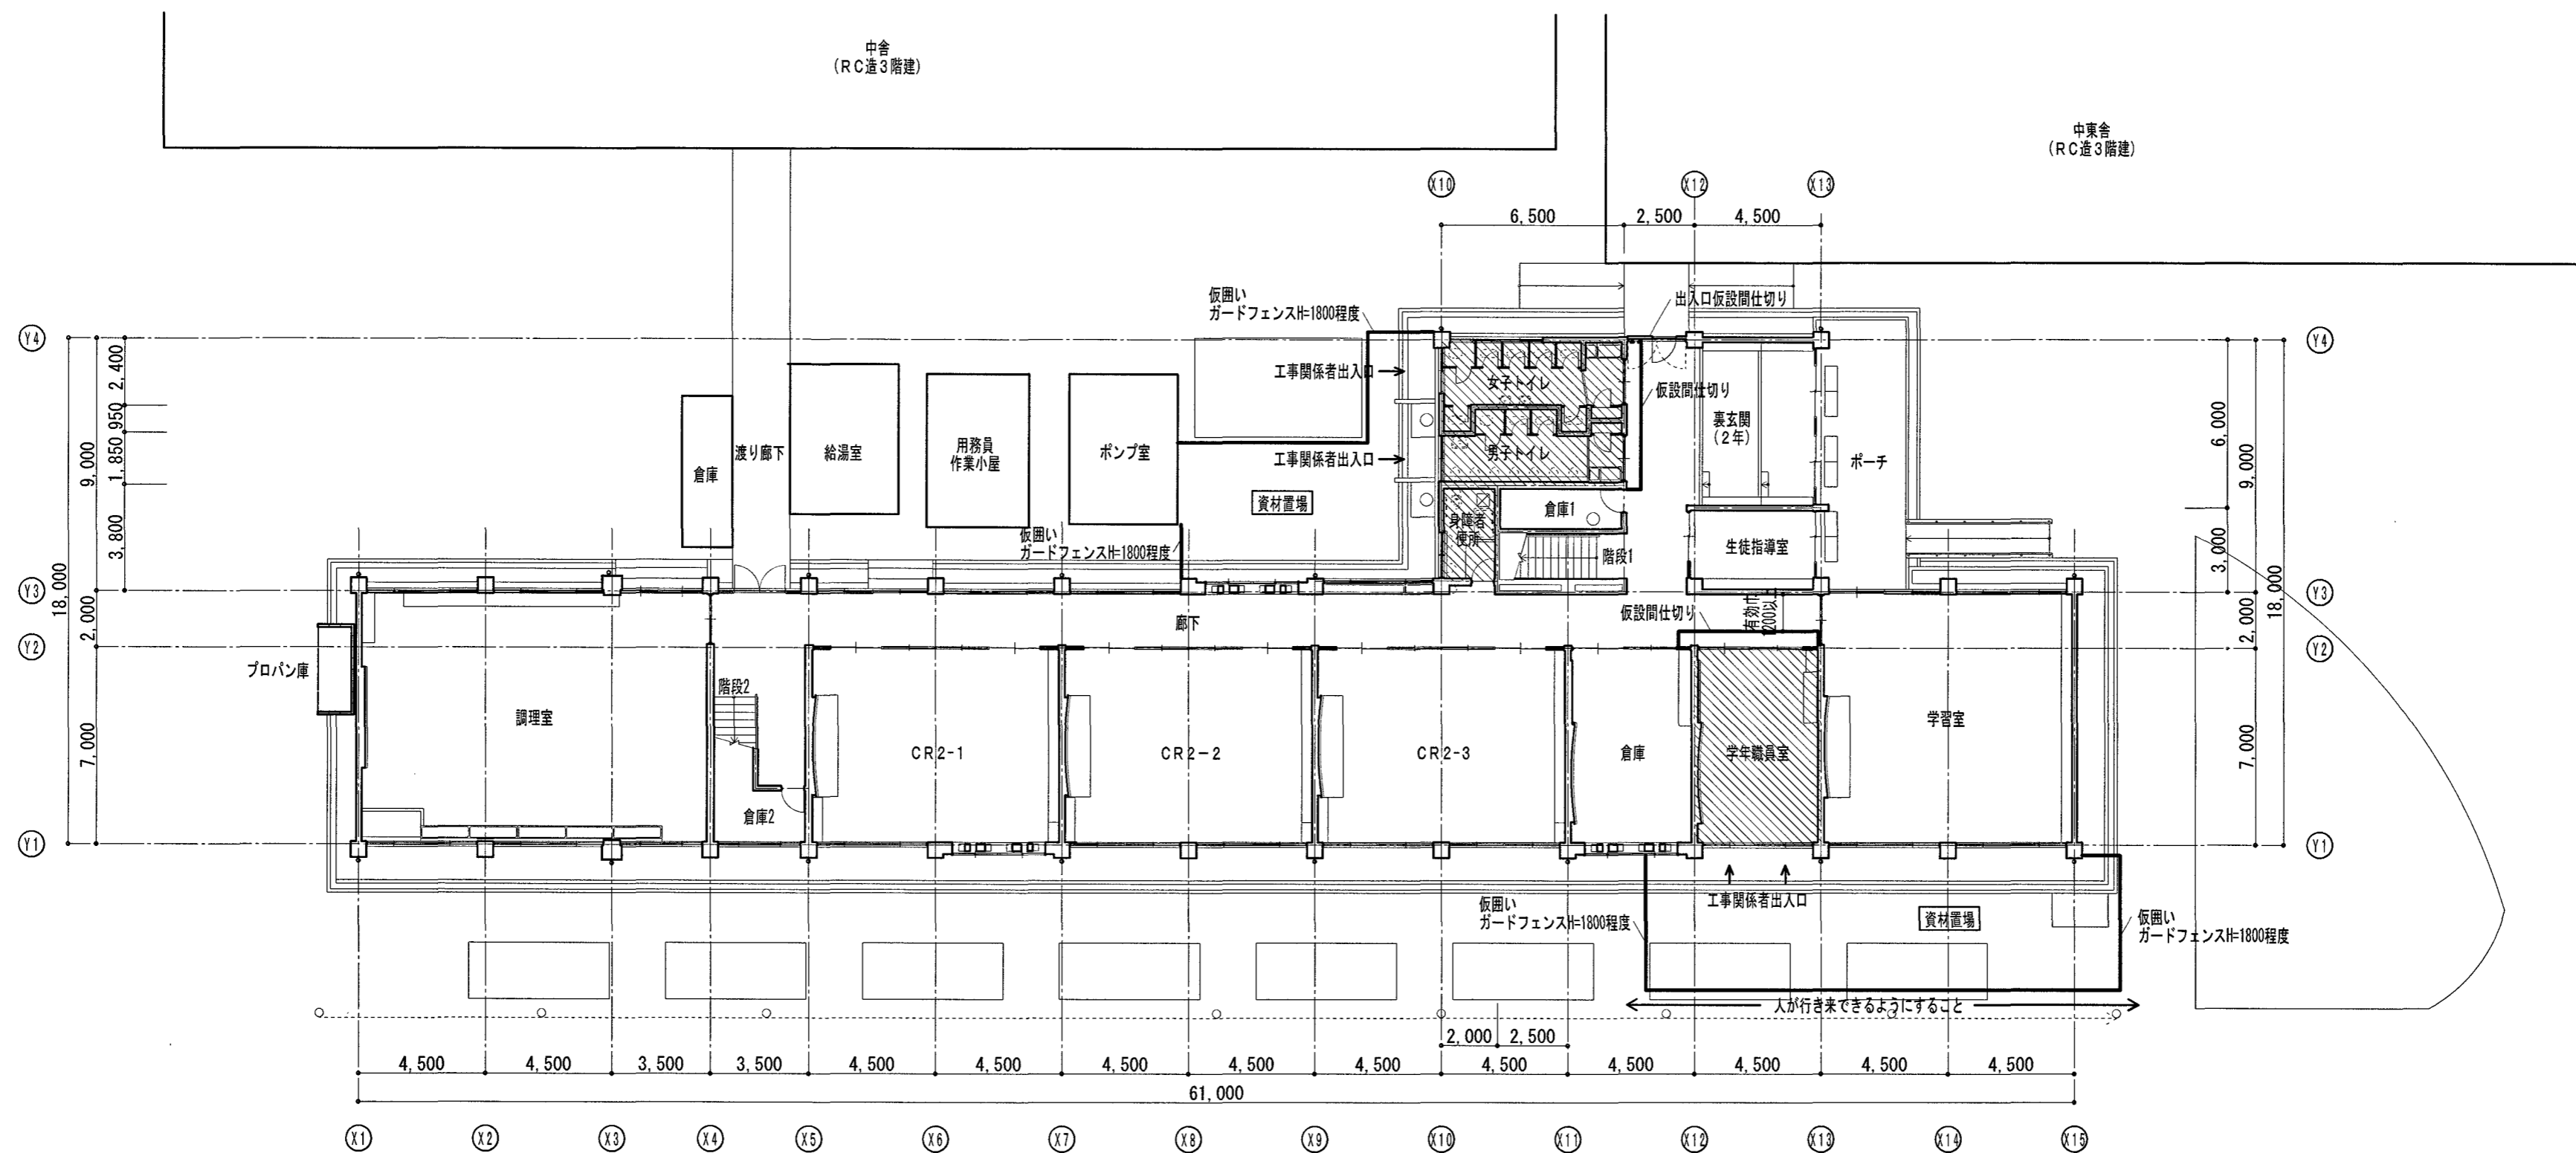 中舎
(RC造3階建)
中東舎
(RC造3階建)
X10
X12
X13
6,500
2,500
4,500
仮囲い
ガードフェンスH=1800程度
出入口仮設間仕切り
Y4
Y4
2,400
950
1,850
3,800
9,000
18,000
2,000
7,000
工事関係者出入口
女子トイレ
仮設間仕切り
裏玄関
(2年)
工事関係者出入口
男子トイレ
ポーチ
倉庫
渡り廊下
給湯室
用務員
作業小屋
ポンプ室
資材置場
身障者
便所
倉庫1
階段1
生徒指導室
仮囲い
ガードフェンスH=1800程度
6,000
3,000
9,000
18,000
2,000
7,000
Y3
Y3
廊下
仮設間仕切り
有効巾
Y2
Y2
プロパン庫
調理室
階段2
倉庫2
CR2-1
CR2-2
CR2-3
倉庫
学年職員室
学習室
Y1
Y1
工事関係者出入口
仮囲い
ガードフェンスH=1800程度
資材置場
仮囲い
ガードフェンスH=1800程度
人が行き来できるようにすること
2,000
2,500
4,500
4,500
3,500
3,500
4,500
4,500
4,500
4,500
4,500
4,500
4,500
4,500
4,500
4,500
61,000
X1
X2
X3
X4
X5
X6
X7
X8
X9
X10
X11
X12
X13
X14
X15